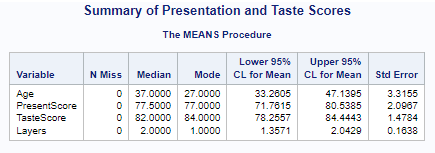 Summary of Presentation and Taste Scores
The MEANS Procedure
Variable N Miss Median Mode Lower 95% CL for Mean Upper 95% CL for Mean Std Error
Age 0 37.0000 27.0000 33.2605 47.1395 3.3155
PresentScore 0 77.5000 77.0000 71.7615 80.5385 2.0967
TasteScore 0 82.0000 84.0000 78.2557 84.4443 1.4784
Layers 0 2.0000 1.0000 1.3571 2.0429 0.1638